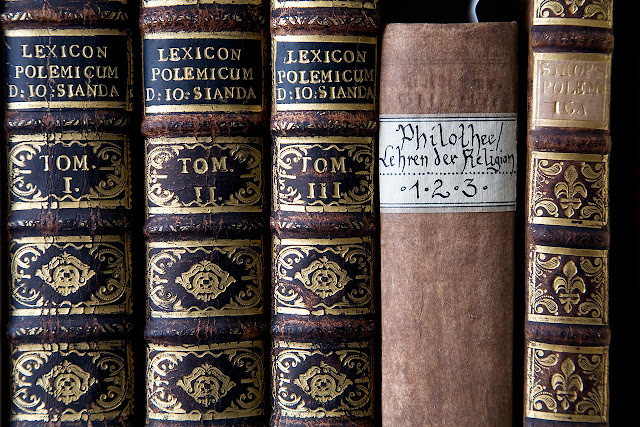 LEXICON
POLEMICUM
D: IO: SIANDA
TOM.
I.
LEXICON
POLEMICUM
D: IO: SIANDA
TOM.
II.
LEXICON
POLEMICUM
D: IO: SIANDA
TOM.
III.
Philothee/
Lehren der Religion
·1·2·3·
SINOPS
POLEM
ICA